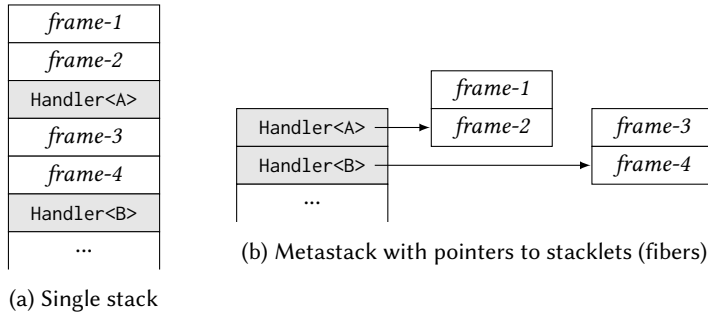 frame-1
frame-2
Handler<A>
frame-3
frame-4
Handler<B>
...
(a) Single stack
frame-1
Handler<A>
frame-2
frame-3
Handler<B>
frame-4
...
(b) Metastack with pointers to stacklets (fibers)